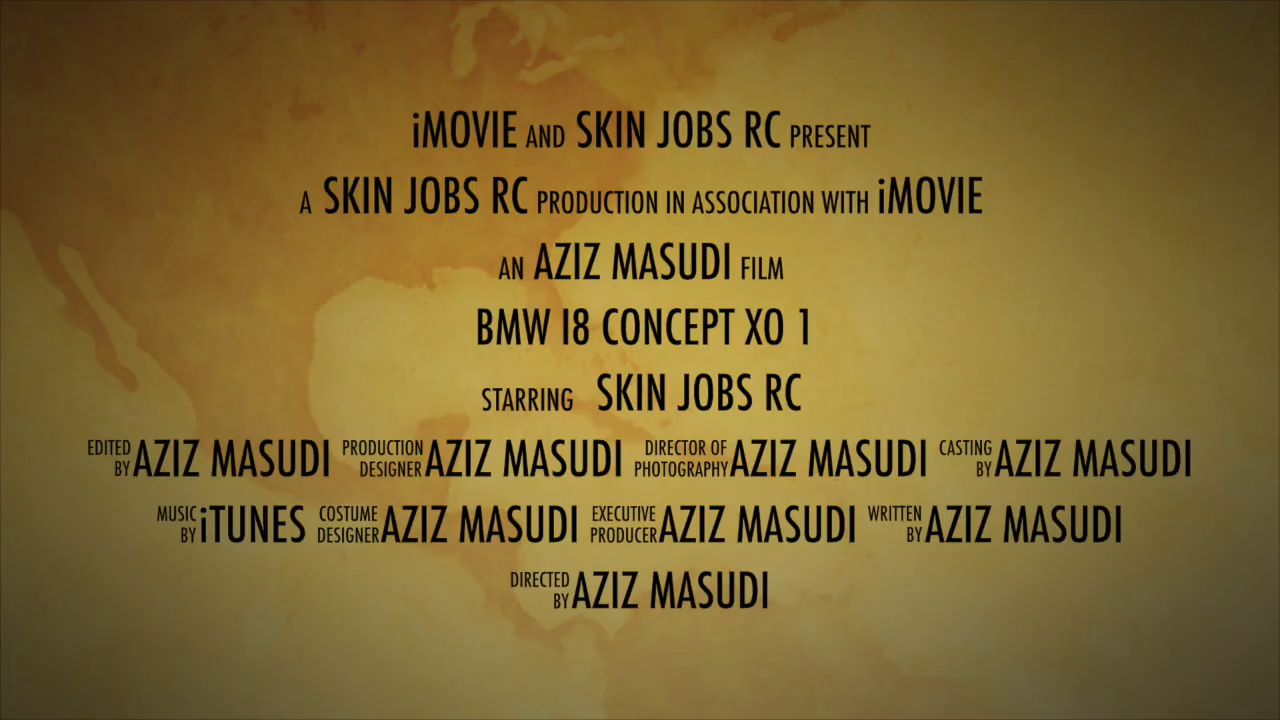 iMOVIE AND SKIN JOBS RC PRESENT
A SKIN JOBS RC PRODUCTION IN ASSOCIATION WITH iMOVIE
AN AZIZ MASUDI FILM
BMW I8 CONCEPT XO 1
STARRING SKIN JOBS RC
EDITED BY AZIZ MASUDI PRODUCTION DESIGNER AZIZ MASUDI DIRECTOR OF PHOTOGRAPHY AZIZ MASUDI CASTING BY AZIZ MASUDI
MUSIC BY iTUNES COSTUME DESIGNER AZIZ MASUDI EXECUTIVE PRODUCER AZIZ MASUDI WRITTEN BY AZIZ MASUDI
DIRECTED BY AZIZ MASUDI